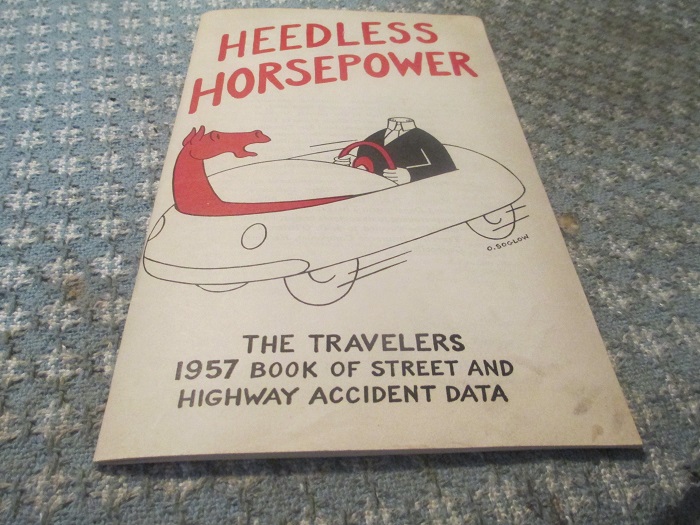 HEEDLESS
HORSEPOWER
O. SOGLOW
THE TRAVELERS
1957 BOOK OF STREET AND
HIGHWAY ACCIDENT DATA